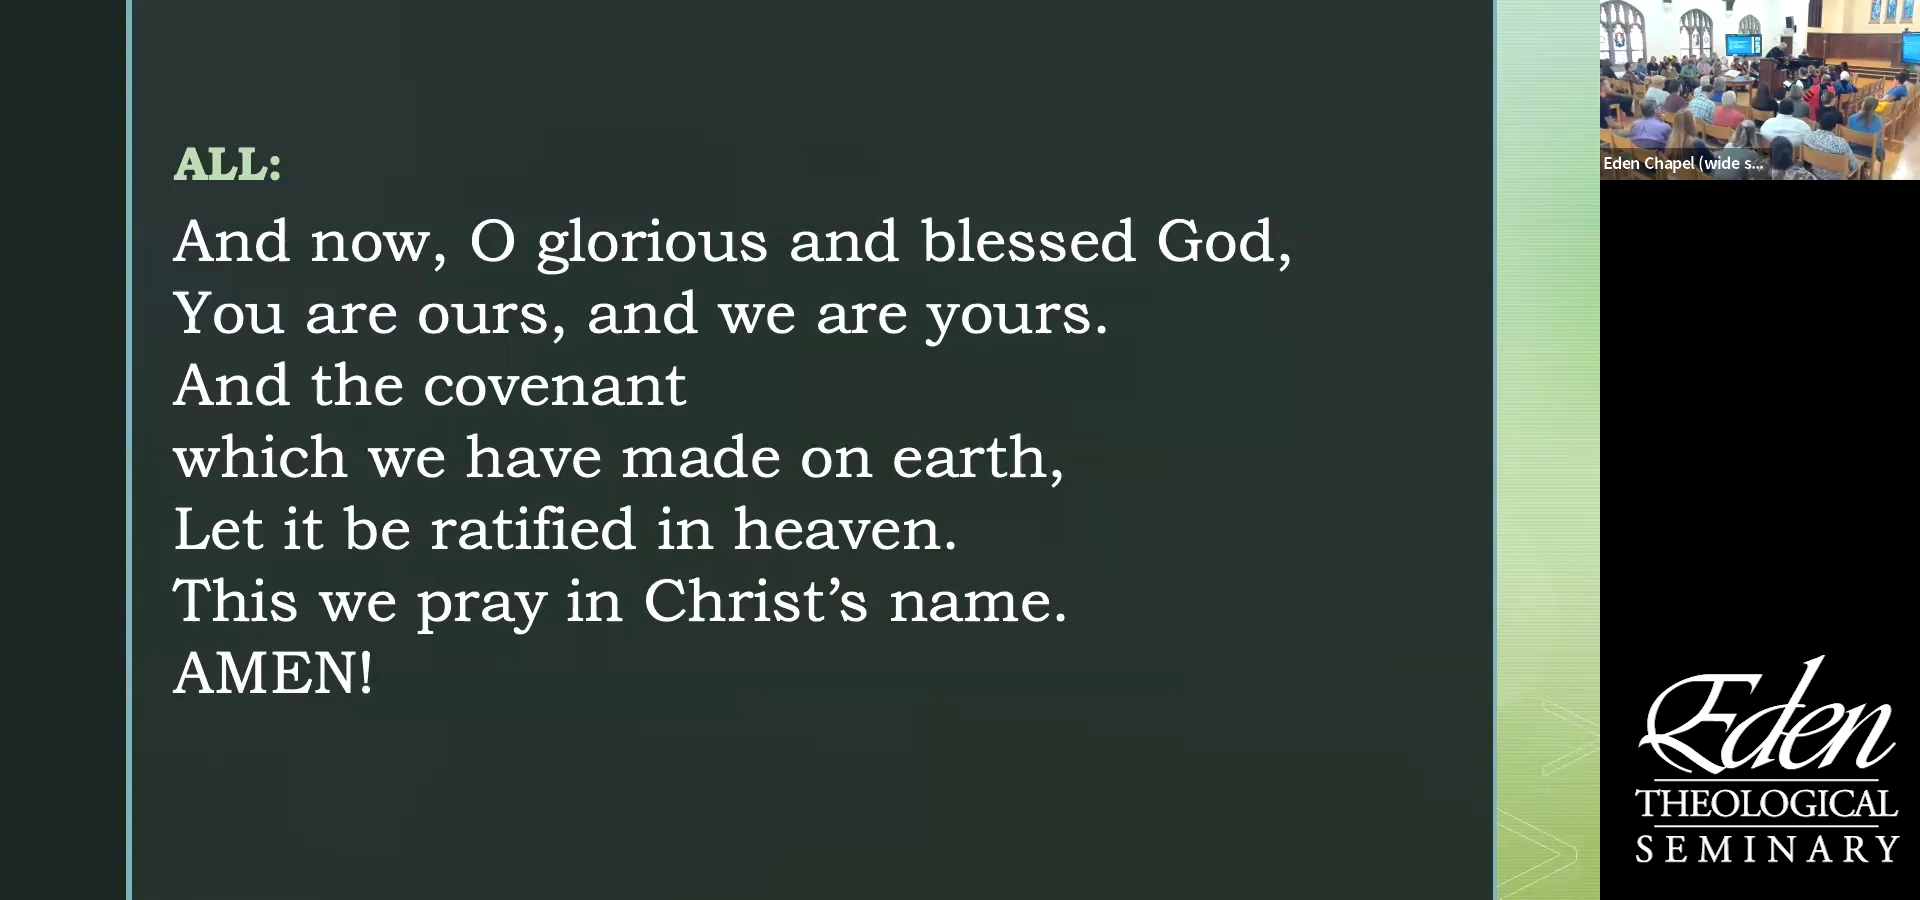 ALL:
And now, O glorious and blessed God,
You are ours, and we are yours.
And the covenant
which we have made on earth,
Let it be ratified in heaven.
This we pray in Christ’s name.
AMEN!
Eden Chapel (wide s...
Eden
THEOLOGICAL
SEMINARY